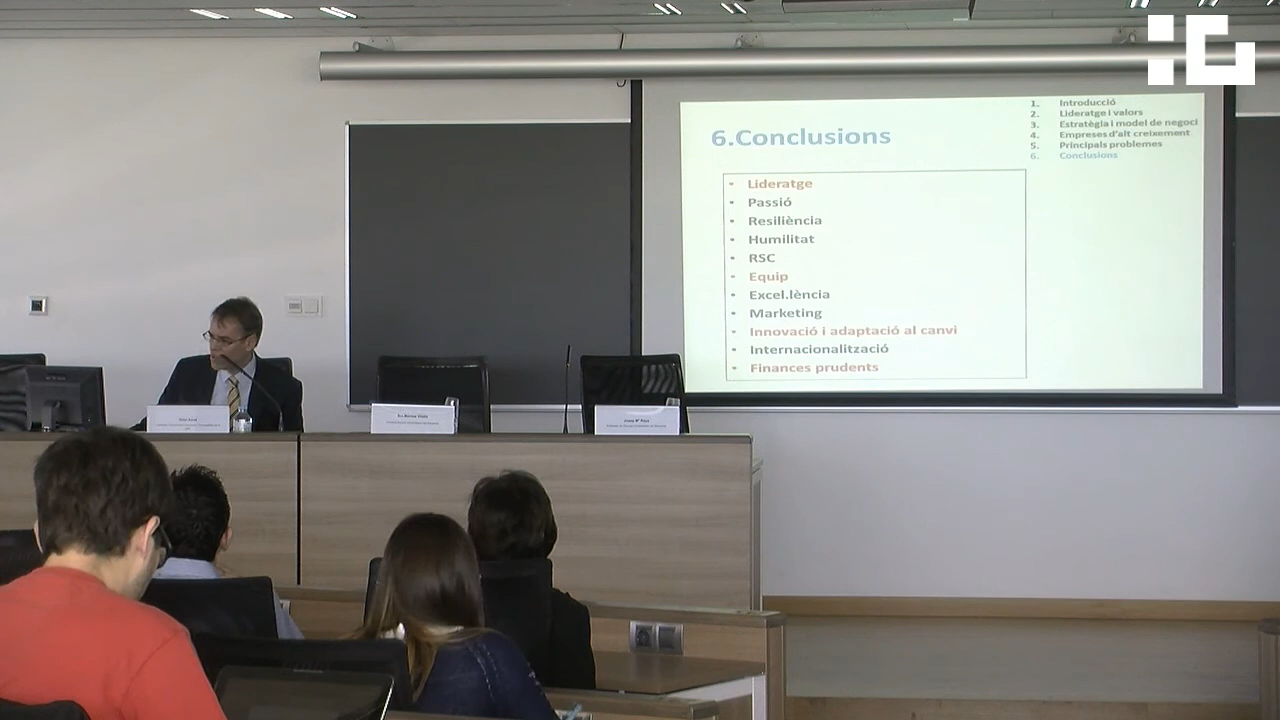 1. Introducció
2. Lideratge i valors
3. Estratègia i model de negoci
4. Empreses d'alt creixement
5. Principals problemes
6. Conclusions
6.Conclusions
• Lideratge
• Passió
• Resiliència
• Humilitat
• RSC
• Equip
• Excel.lència
• Marketing
• Innovació i adaptació al canvi
• Internacionalització
• Finances prudents